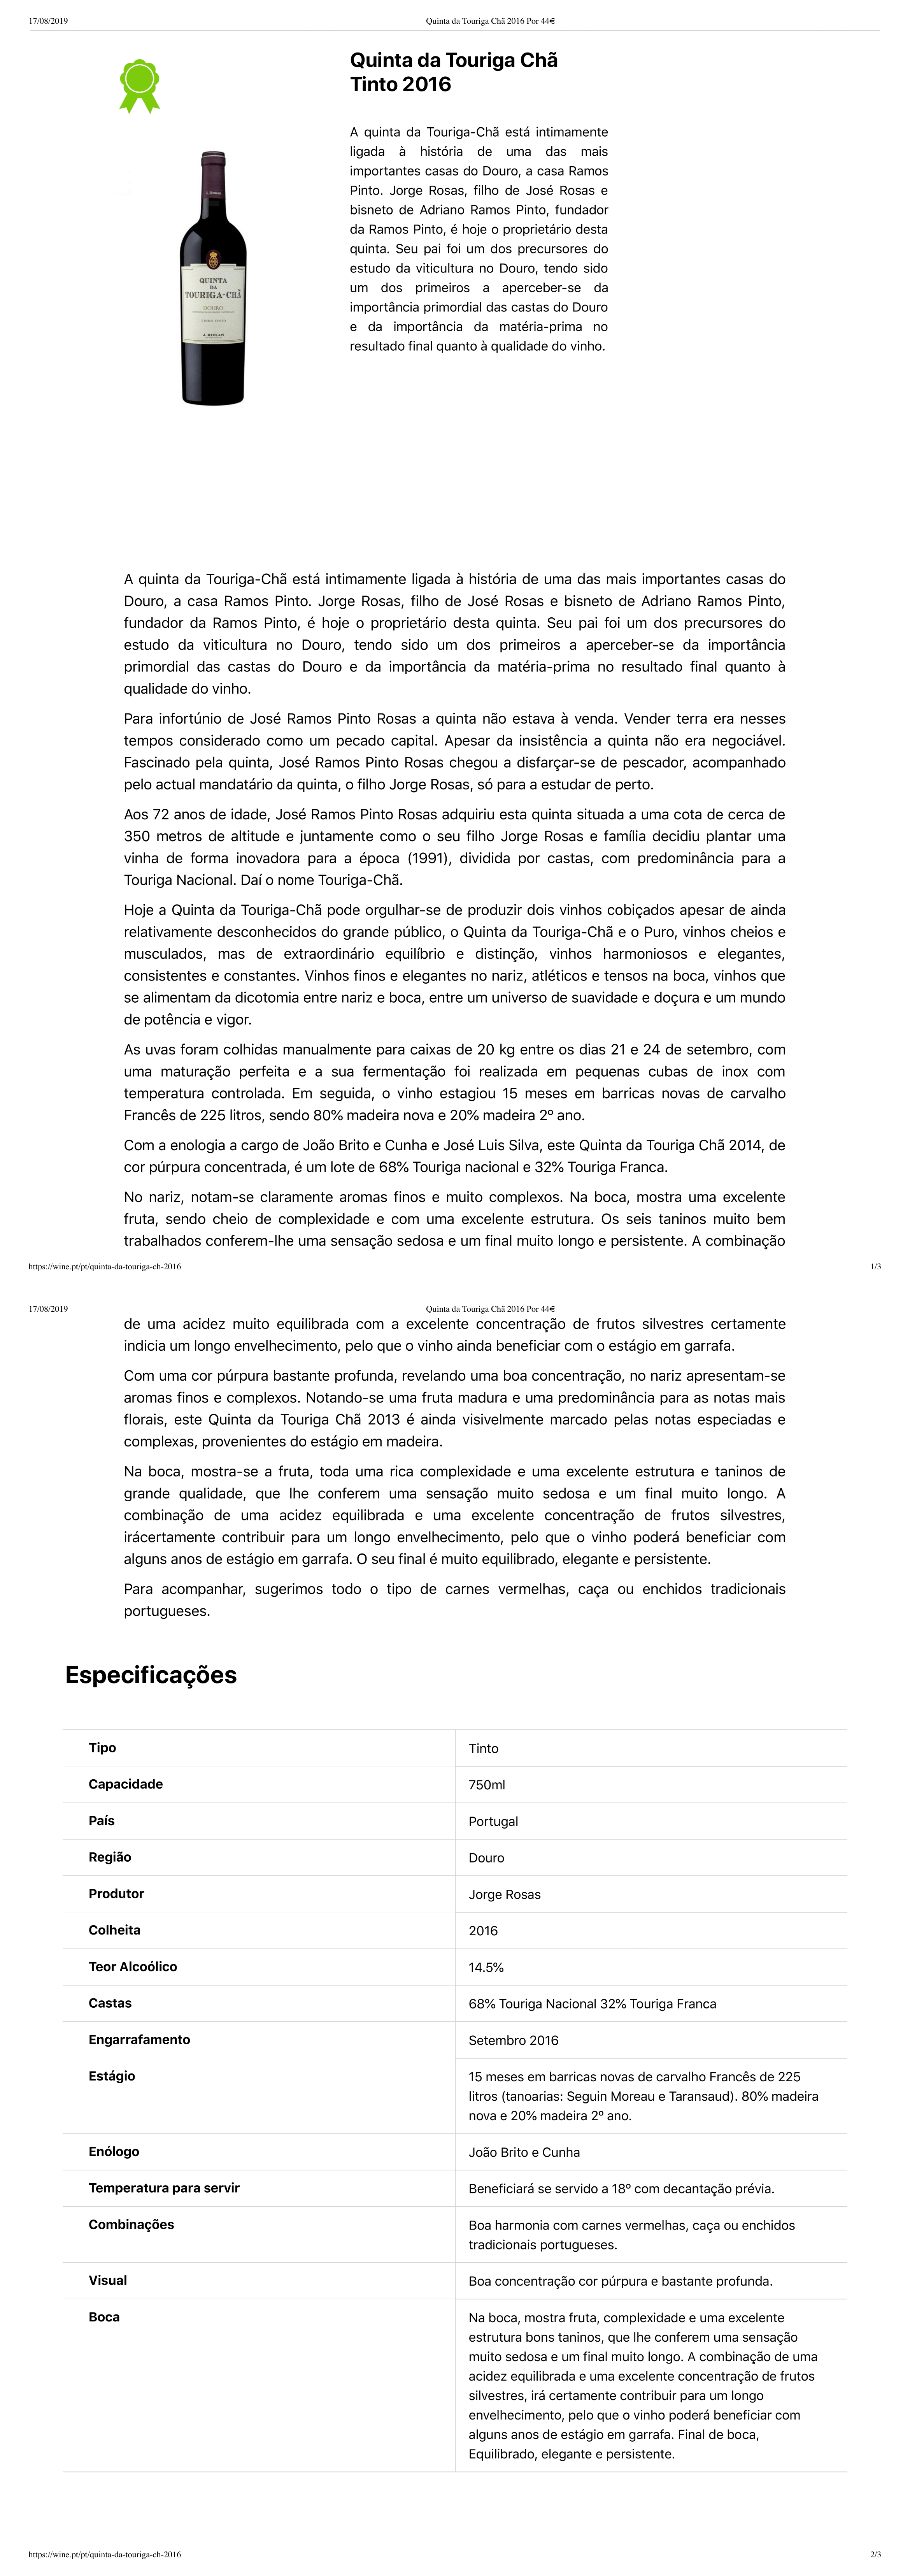 17/08/2019
Quinta da Touriga Chã 2016 Por 44€
Quinta da Touriga Chã
Tinto 2016
A quinta da Touriga-Chã está intimamente
ligada à história de uma das mais
importantes casas do Douro, a casa Ramos
Pinto. Jorge Rosas, filho de José Rosas e
bisneto de Adriano Ramos Pinto, fundador
da Ramos Pinto, é hoje o proprietário desta
quinta. Seu pai foi um dos precursores do
estudo da viticultura no Douro, tendo sido
um dos primeiros a aperceber-se da
importância primordial das castas do Douro
e da importância da matéria-prima no
resultado final quanto à qualidade do vinho.
QUINTA
DA
TOURIGA-CHÃ
DOURO
A quinta da Touriga-Chã está intimamente ligada à história de uma das mais importantes casas do
Douro, a casa Ramos Pinto. Jorge Rosas, filho de José Rosas e bisneto de Adriano Ramos Pinto,
fundador da Ramos Pinto, é hoje o proprietário desta quinta. Seu pai foi um dos precursores do
estudo da viticultura no Douro, tendo sido um dos primeiros a aperceber-se da importância
primordial das castas do Douro e da importância da matéria-prima no resultado final quanto à
qualidade do vinho.
Para infortúnio de José Ramos Pinto Rosas a quinta não estava à venda. Vender terra era nesses
tempos considerado como um pecado capital. Apesar da insistência a quinta não era negociável.
Fascinado pela quinta, José Ramos Pinto Rosas chegou a disfarçar-se de pescador, acompanhado
pelo actual mandatário da quinta, o filho Jorge Rosas, só para a estudar de perto.
Aos 72 anos de idade, José Ramos Pinto Rosas adquiriu esta quinta situada a uma cota de cerca de
350 metros de altitude e juntamente como o seu filho Jorge Rosas e família decidiu plantar uma
vinha de forma inovadora para a época (1991), dividida por castas, com predominância para a
Touriga Nacional. Daí o nome Touriga-Chã.
Hoje a Quinta da Touriga-Chã pode orgulhar-se de produzir dois vinhos cobiçados apesar de ainda
relativamente desconhecidos do grande público, o Quinta da Touriga-Chã e o Puro, vinhos cheios e
musculados, mas de extraordinário equilíbrio e distinção, vinhos harmoniosos e elegantes,
consistentes e constantes. Vinhos finos e elegantes no nariz, atléticos e tensos na boca, vinhos que
se alimentam da dicotomia entre nariz e boca, entre um universo de suavidade e doçura e um mundo
de potência e vigor.
As uvas foram colhidas manualmente para caixas de 20 kg entre os dias 21 e 24 de setembro, com
uma maturação perfeita e a sua fermentação foi realizada em pequenas cubas de inox com
temperatura controlada. Em seguida, o vinho estagiou 15 meses em barricas novas de carvalho
Francês de 225 litros, sendo 80% madeira nova e 20% madeira 2º ano.
Com a enologia a cargo de João Brito e Cunha e José Luis Silva, este Quinta da Touriga Chã 2014, de
cor púrpura concentrada, é um lote de 68% Touriga nacional e 32% Touriga Franca.
No nariz, notam-se claramente aromas finos e muito complexos. Na boca, mostra uma excelente
fruta, sendo cheio de complexidade e com uma excelente estrutura. Os seis taninos muito bem
trabalhados conferem-lhe uma sensação sedosa e um final muito longo e persistente. A combinação
https://wine.pt/pt/quinta-da-touriga-ch-2016
1/3
17/08/2019
Quinta da Touriga Chã 2016 Por 44€
de uma acidez muito equilibrada com a excelente concentração de frutos silvestres certamente
indicia um longo envelhecimento, pelo que o vinho ainda beneficiar com o estágio em garrafa.
Com uma cor púrpura bastante profunda, revelando uma boa concentração, no nariz apresentam-se
aromas finos e complexos. Notando-se uma fruta madura e uma predominância para as notas mais
florais, este Quinta da Touriga Chã 2013 é ainda visivelmente marcado pelas notas especiadas e
complexas, provenientes do estágio em madeira.
Na boca, mostra-se a fruta, toda uma rica complexidade e uma excelente estrutura e taninos de
grande qualidade, que lhe conferem uma sensação muito sedosa e um final muito longo. A
combinação de uma acidez equilibrada e uma excelente concentração de frutos silvestres,
irácertamente contribuir para um longo envelhecimento, pelo que o vinho poderá beneficiar com
alguns anos de estágio em garrafa. O seu final é muito equilibrado, elegante e persistente.
Para acompanhar, sugerimos todo o tipo de carnes vermelhas, caça ou enchidos tradicionais
portugueses.
Especificações
Tipo
Tinto
Capacidade
750ml
País
Portugal
Região
Douro
Produtor
Jorge Rosas
Colheita
2016
Teor Alcoólico
14.5%
Castas
68% Touriga Nacional 32% Touriga Franca
Engarrafamento
Setembro 2016
Estágio
15 meses em barricas novas de carvalho Francês de 225
litros (tanoarias: Seguin Moreau e Taransaud). 80% madeira
nova e 20% madeira 2º ano.
Enólogo
João Brito e Cunha
Temperatura para servir
Beneficiará se servido a 18º com decantação prévia.
Combinações
Boa harmonia com carnes vermelhas, caça ou enchidos
tradicionais portugueses.
Visual
Boa concentração cor púrpura e bastante profunda.
Boca
Na boca, mostra fruta, complexidade e uma excelente
estrutura bons taninos, que lhe conferem uma sensação
muito sedosa e um final muito longo. A combinação de uma
acidez equilibrada e uma excelente concentração de frutos
silvestres, irá certamente contribuir para um longo
envelhecimento, pelo que o vinho poderá beneficiar com
alguns anos de estágio em garrafa. Final de boca,
Equilibrado, elegante e persistente.
https://wine.pt/pt/quinta-da-touriga-ch-2016
2/3